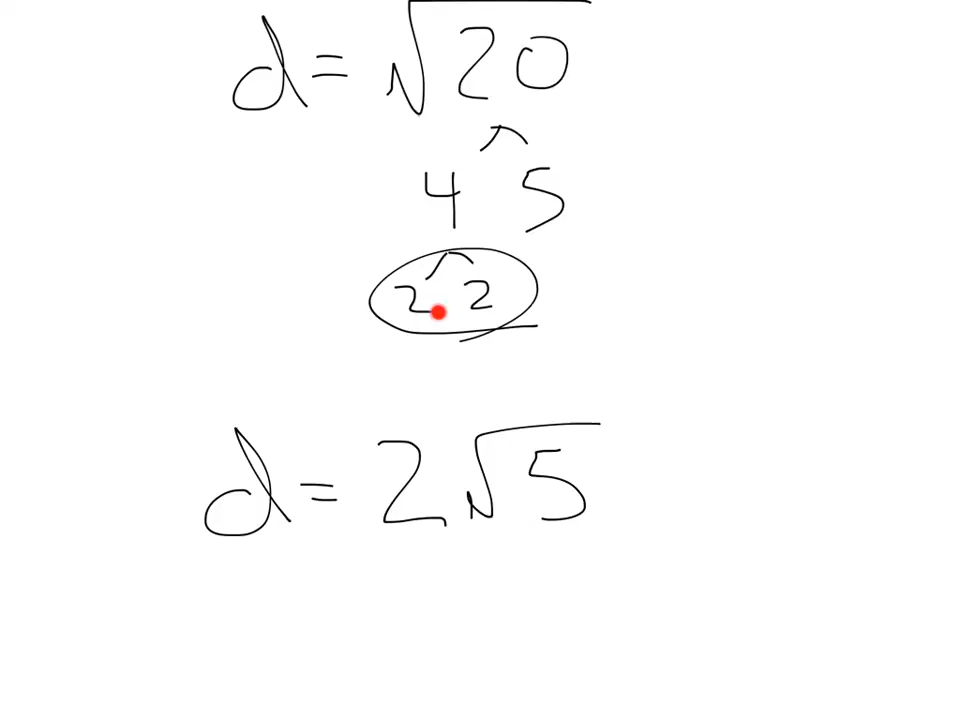 d = √20
4 5
2 2
d = 2√5